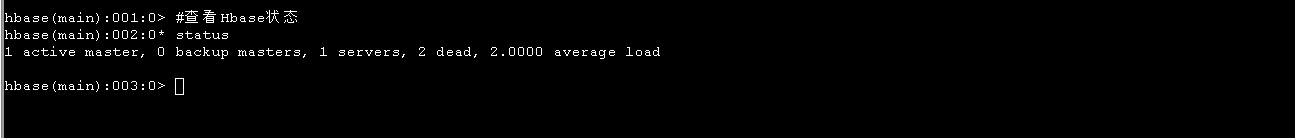 hbase(main):001:0> #查看Hbase状态
hbase(main):002:0* status
1 active master, 0 backup masters, 1 servers, 2 dead, 2.0000 average load
hbase(main):003:0>